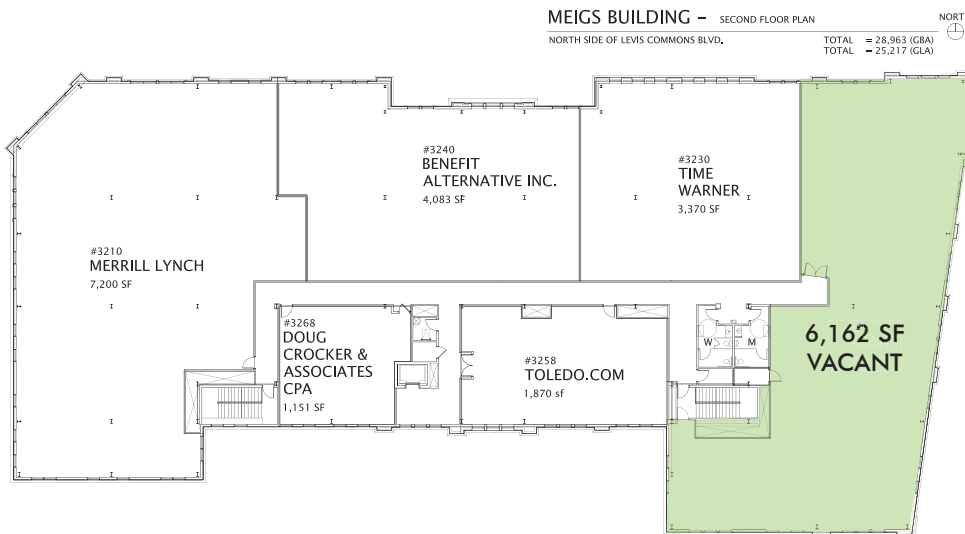 MEIGS BUILDING – SECOND FLOOR PLAN
NORT
NORTH SIDE OF LEVIS COMMONS BLVD.
TOTAL = 28,963 (GBA)
TOTAL = 25,217 (GLA)
#3240
BENEFIT
ALTERNATIVE INC.
4,083 SF
#3230
TIME
WARNER
3,370 SF
#3210
MERRILL LYNCH
7,200 SF
#3268
DOUG
CROCKER &
ASSOCIATES
CPA
1,151 SF
#3258
TOLEDO.COM
1,870 sf
W
M
6,162 SF
VACANT